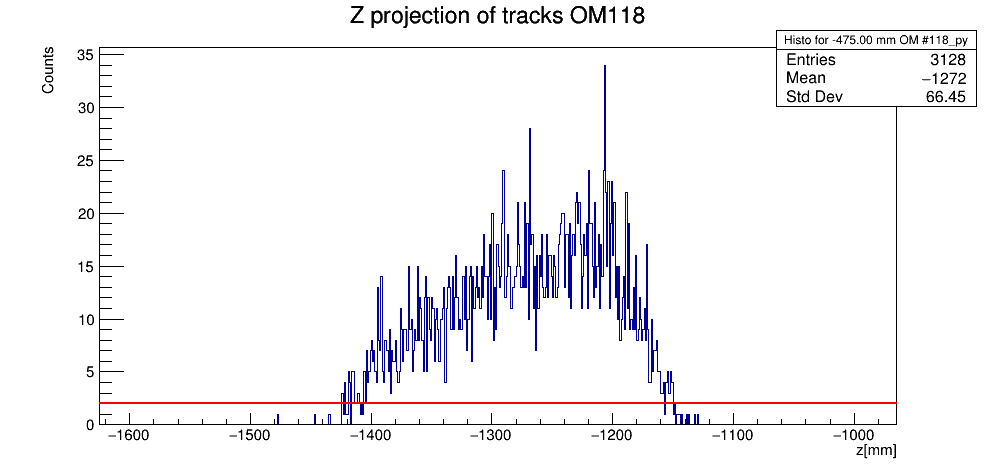 Z projection of tracks OM118
Histo for -475.00 mm OM #118_py
Entries 3128
Mean −1272
Std Dev 66.45
Counts
35
30
25
20
15
10
5
0
−1600 −1500 −1400 −1300 −1200 −1100 −1000
z[mm]